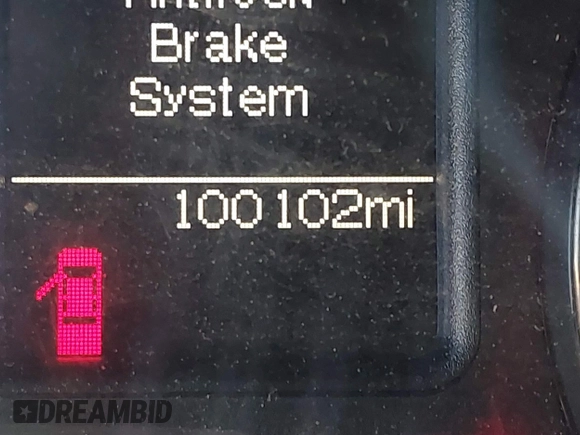 Brake
System
100102mi
DREAMBID